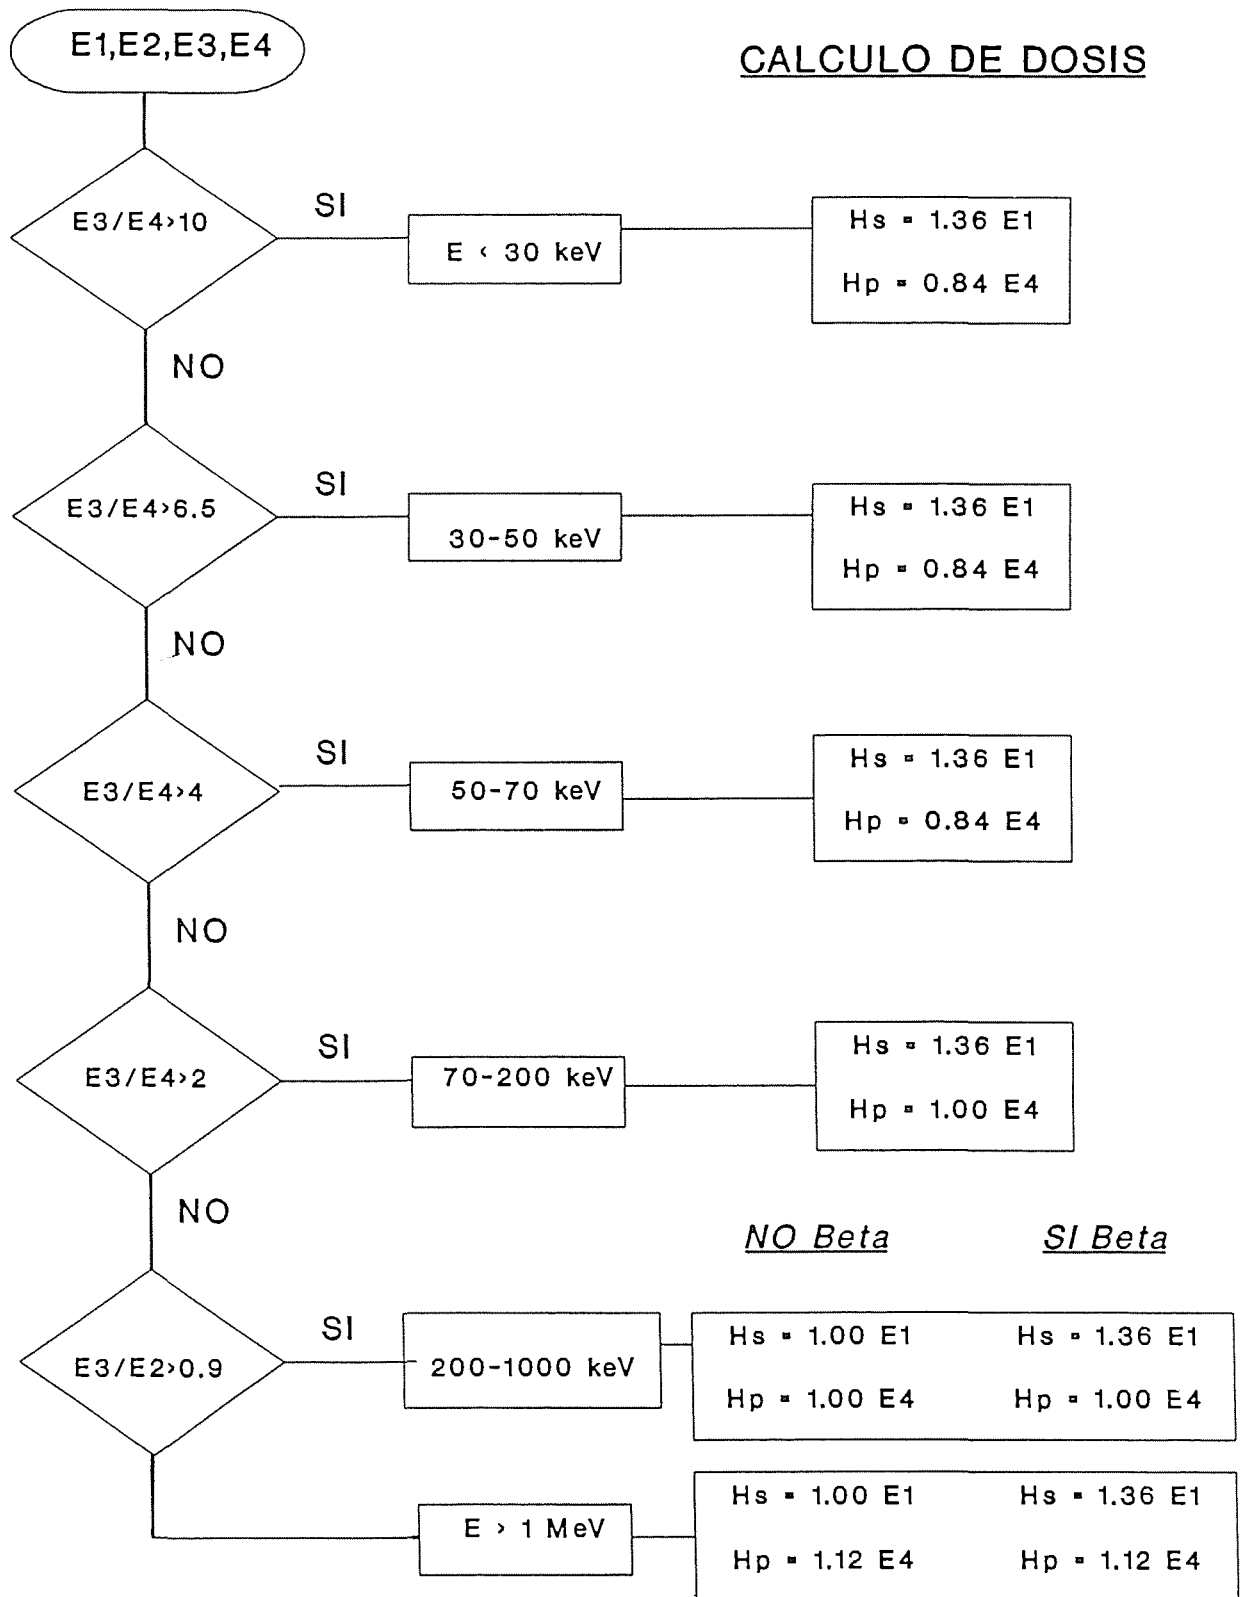 E1,E2,E3,E4
CALCULO DE DOSIS
E3/E4>10
SI
E < 30 keV
Hs = 1.36 E1
Hp = 0.84 E4
NO
E3/E4>6.5
SI
30-50 keV
Hs = 1.36 E1
Hp = 0.84 E4
NO
E3/E4>4
SI
50-70 keV
Hs = 1.36 E1
Hp = 0.84 E4
NO
E3/E4>2
SI
70-200 keV
Hs = 1.36 E1
Hp = 1.00 E4
NO
NO Beta
SI Beta
E3/E2>0.9
SI
200-1000 keV
Hs = 1.00 E1
Hs = 1.36 E1
Hp = 1.00 E4
Hp = 1.00 E4
E > 1 MeV
Hs = 1.00 E1
Hs = 1.36 E1
Hp = 1.12 E4
Hp = 1.12 E4